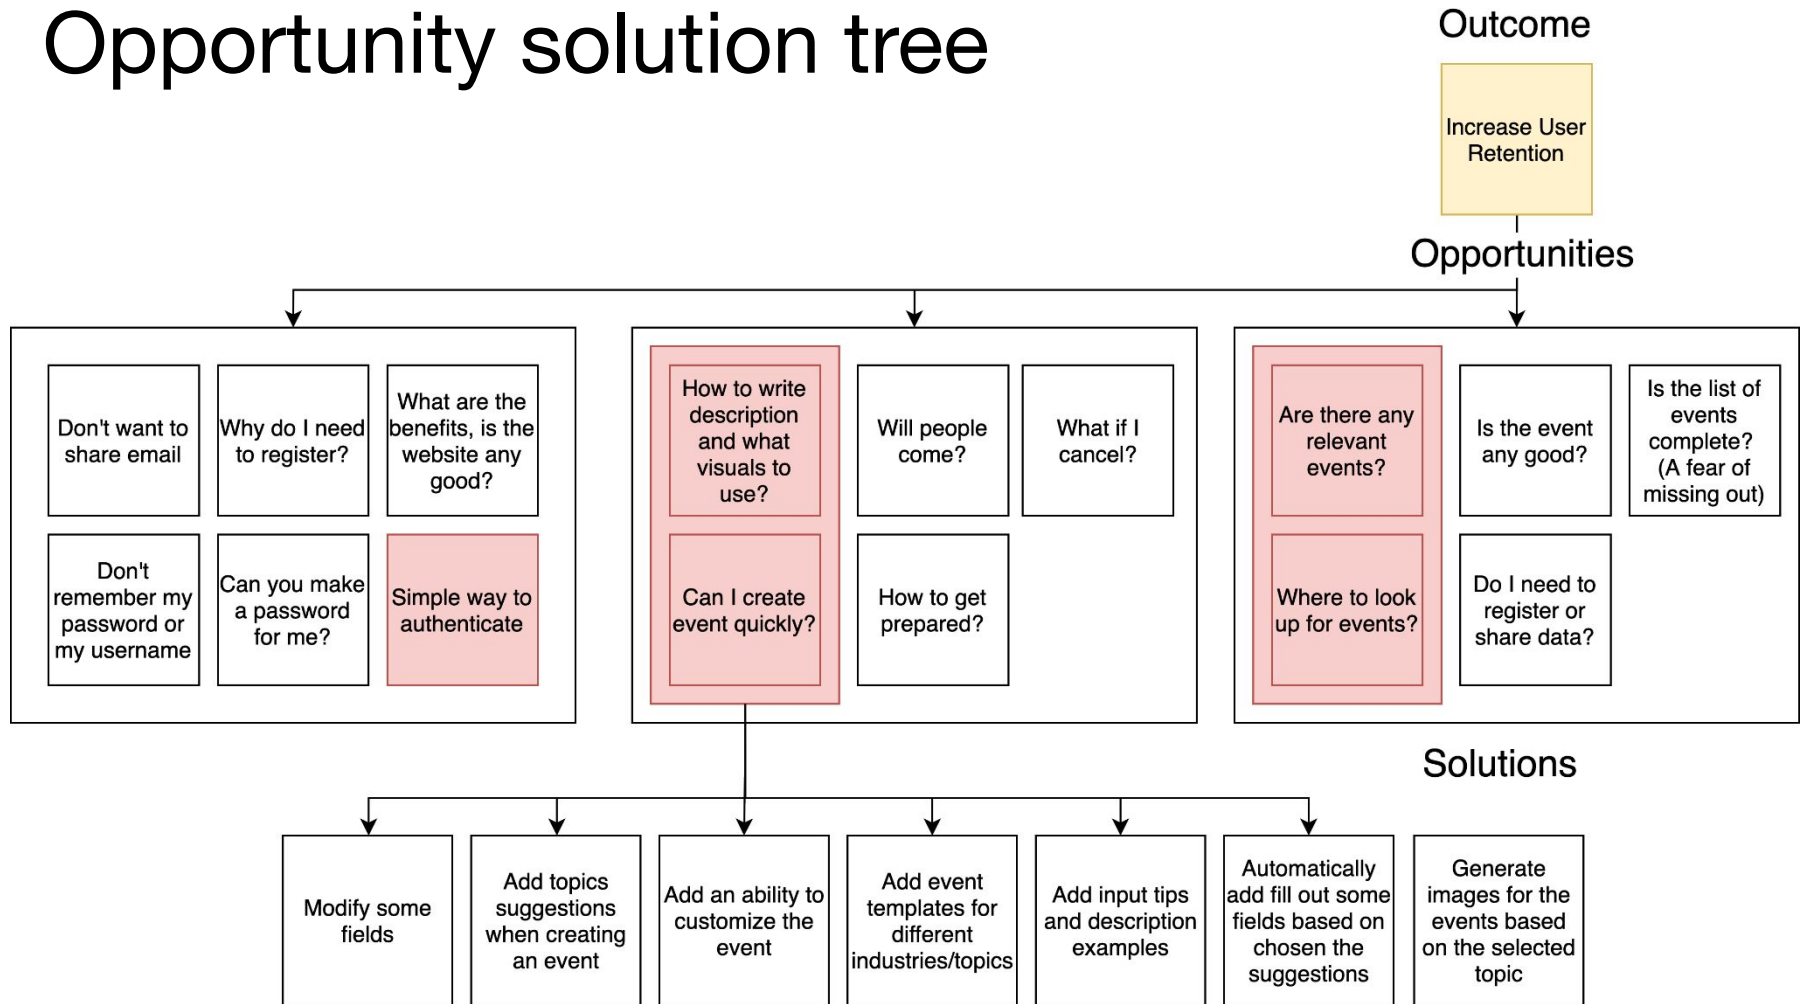 Opportunity solution tree
Outcome
Increase User
Retention
Opportunities
Don't want to
share email
Why do I need
to register?
What are the
benefits, is the
website any
good?
Don't
remember my
password or
my username
Can you make
a password
for me?
Simple way to
authenticate
How to write
description
and what
visuals to
use?
Will people
come?
What if I
cancel?
Can I create
event quickly?
How to get
prepared?
Are there any
relevant
events?
Is the event
any good?
Is the list of
events
complete?
(A fear of
missing out)
Where to look
up for events?
Do I need to
register or
share data?
Solutions
Modify some
fields
Add topics
suggestions
when creating
an event
Add an ability to
customize the
event
Add event
templates for
different
industries/topics
Add input tips
and description
examples
Automatically
add fill out some
fields based on
chosen the
suggestions
Generate
images for the
events based
on the selected
topic